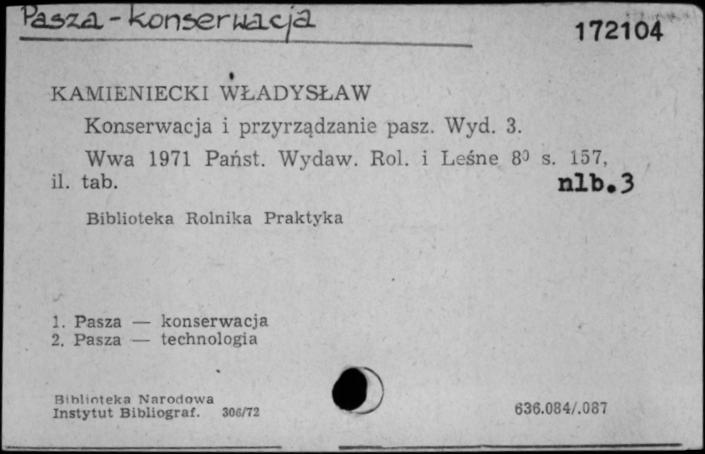 Pasza - konserwacja
172104
KAMIENIECKI WŁADYSŁAW
Konserwacja i przyrządzanie pasz. Wyd. 3.
Wwa 1971 Państ. Wydaw. Rol. i Leśne 8⁰ s. 157,
il. tab. nlb.3
Biblioteka Rolnika Praktyka
1. Pasza — konserwacja
2. Pasza — technologia
Biblioteka Narodowa
Instytut Bibliograf. 306/72
636.084/.087